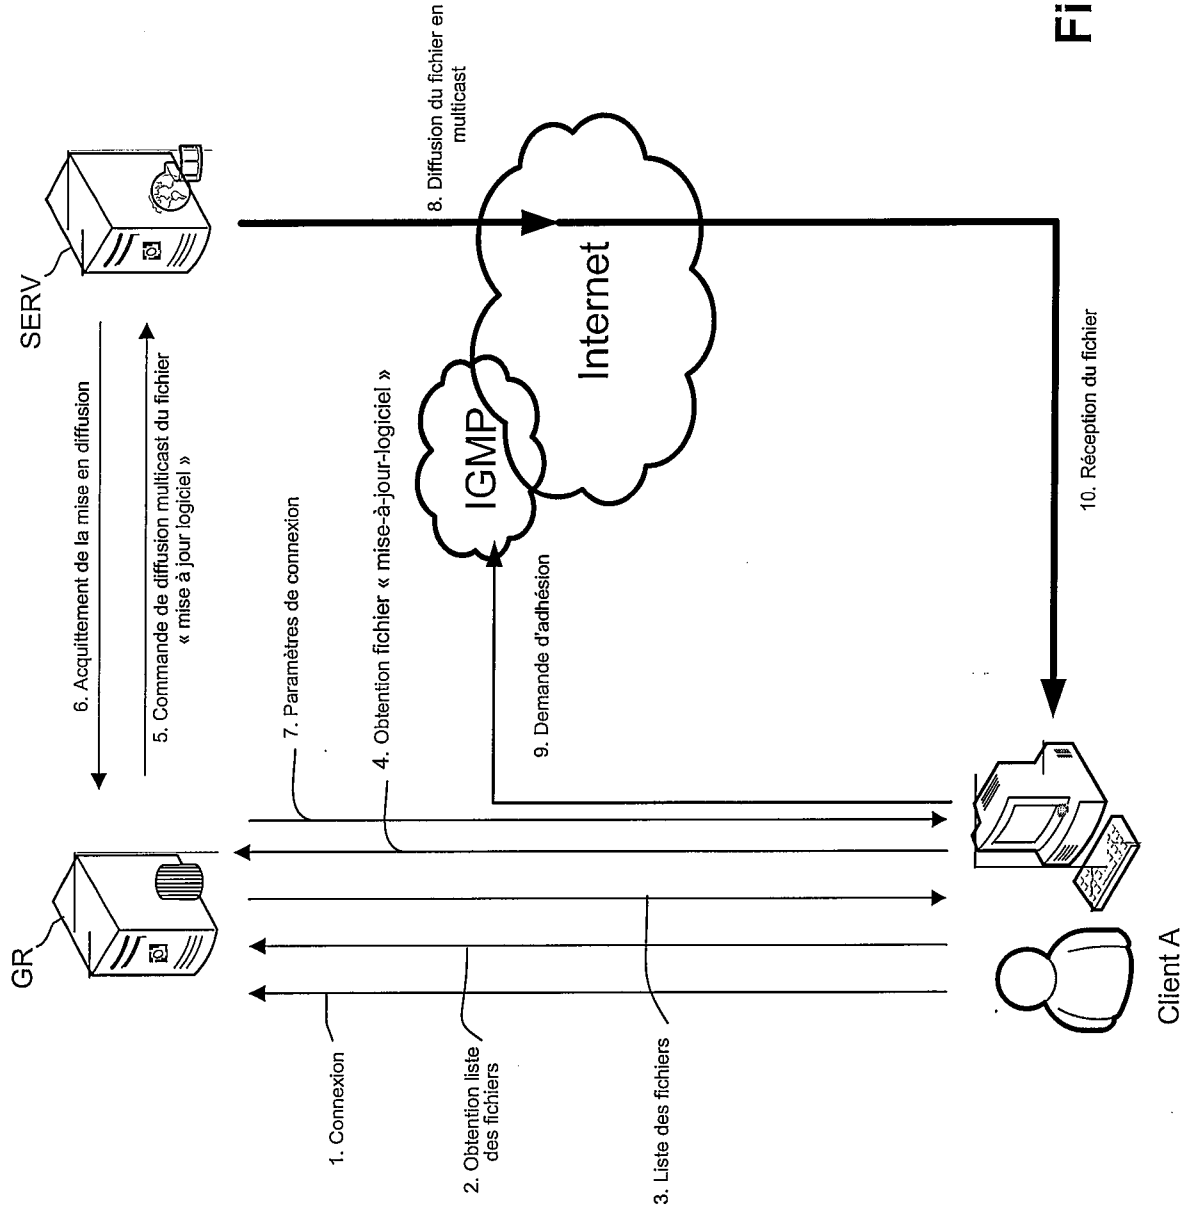 GR
SERV
6. Acquittement de la mise en diffusion
5. Commande de diffusion multicast du fichier
« mise à jour logiciel »
1. Connexion
2. Obtention liste
des fichiers
3. Liste des fichiers
7. Paramètres de connexion
4. Obtention fichier « mise-à-jour-logiciel »
8. Diffusion du fichier en
multicast
IGMP
Internet
9. Demande d'adhésion
10. Réception du fichier
Client A
Fi